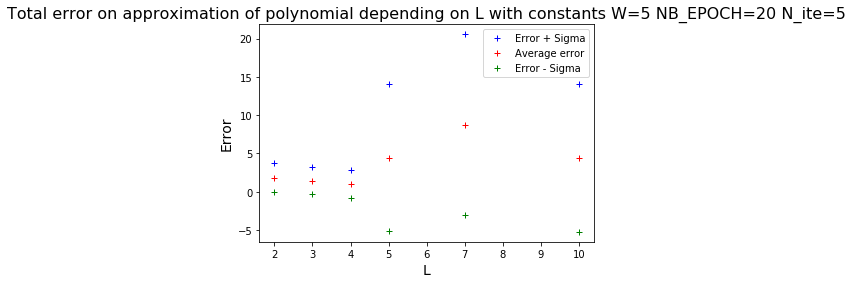 Total error on approximation of polynomial depending on L with constants W=5 NB_EPOCH=20 N_ite=5
Error + Sigma
Average error
Error - Sigma
20
15
10
5
0
−5
Error
2 3 4 5 6 7 8 9 10
L